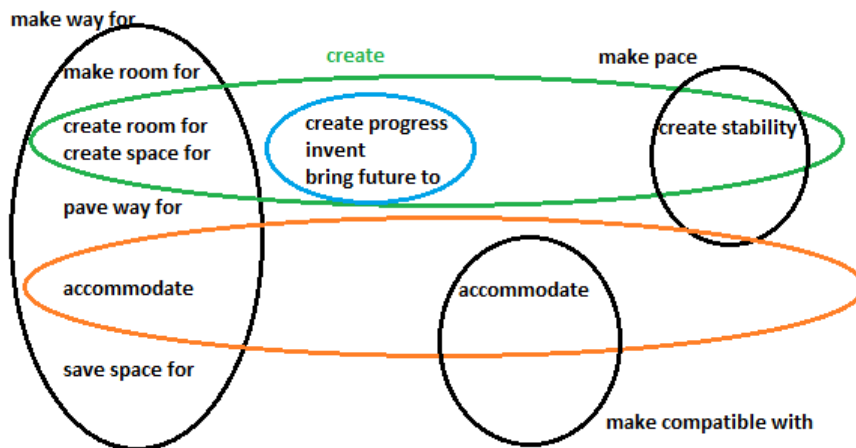 make way for
make room for
create
make pace
create room for
create space for
create progress
invent
bring future to
create stability
pave way for
accommodate
accommodate
save space for
make compatible with